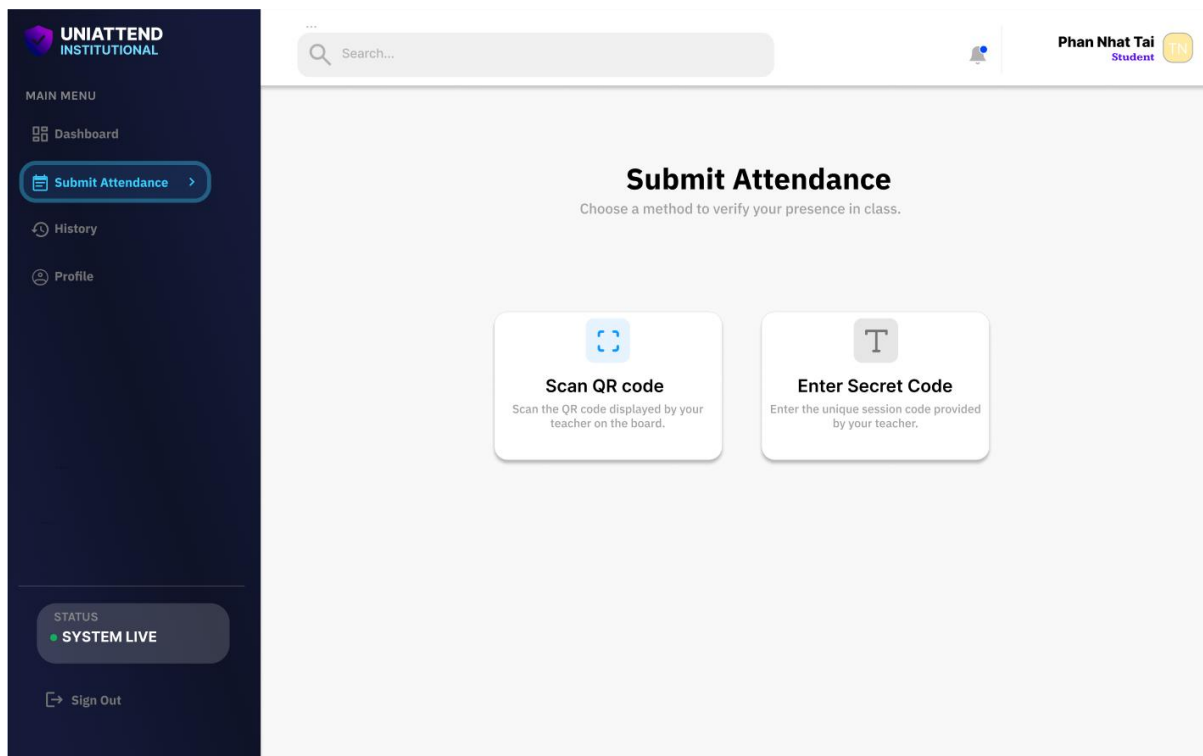 UNIATTEND
INSTITUTIONAL
MAIN MENU
Dashboard
Submit Attendance
History
Profile
STATUS
SYSTEM LIVE
Sign Out
...
Search...
Phan Nhat Tai
Student
TN
Submit Attendance
Choose a method to verify your presence in class.
Scan QR code
Scan the QR code displayed by your
teacher on the board.
T
Enter Secret Code
Enter the unique session code provided
by your teacher.